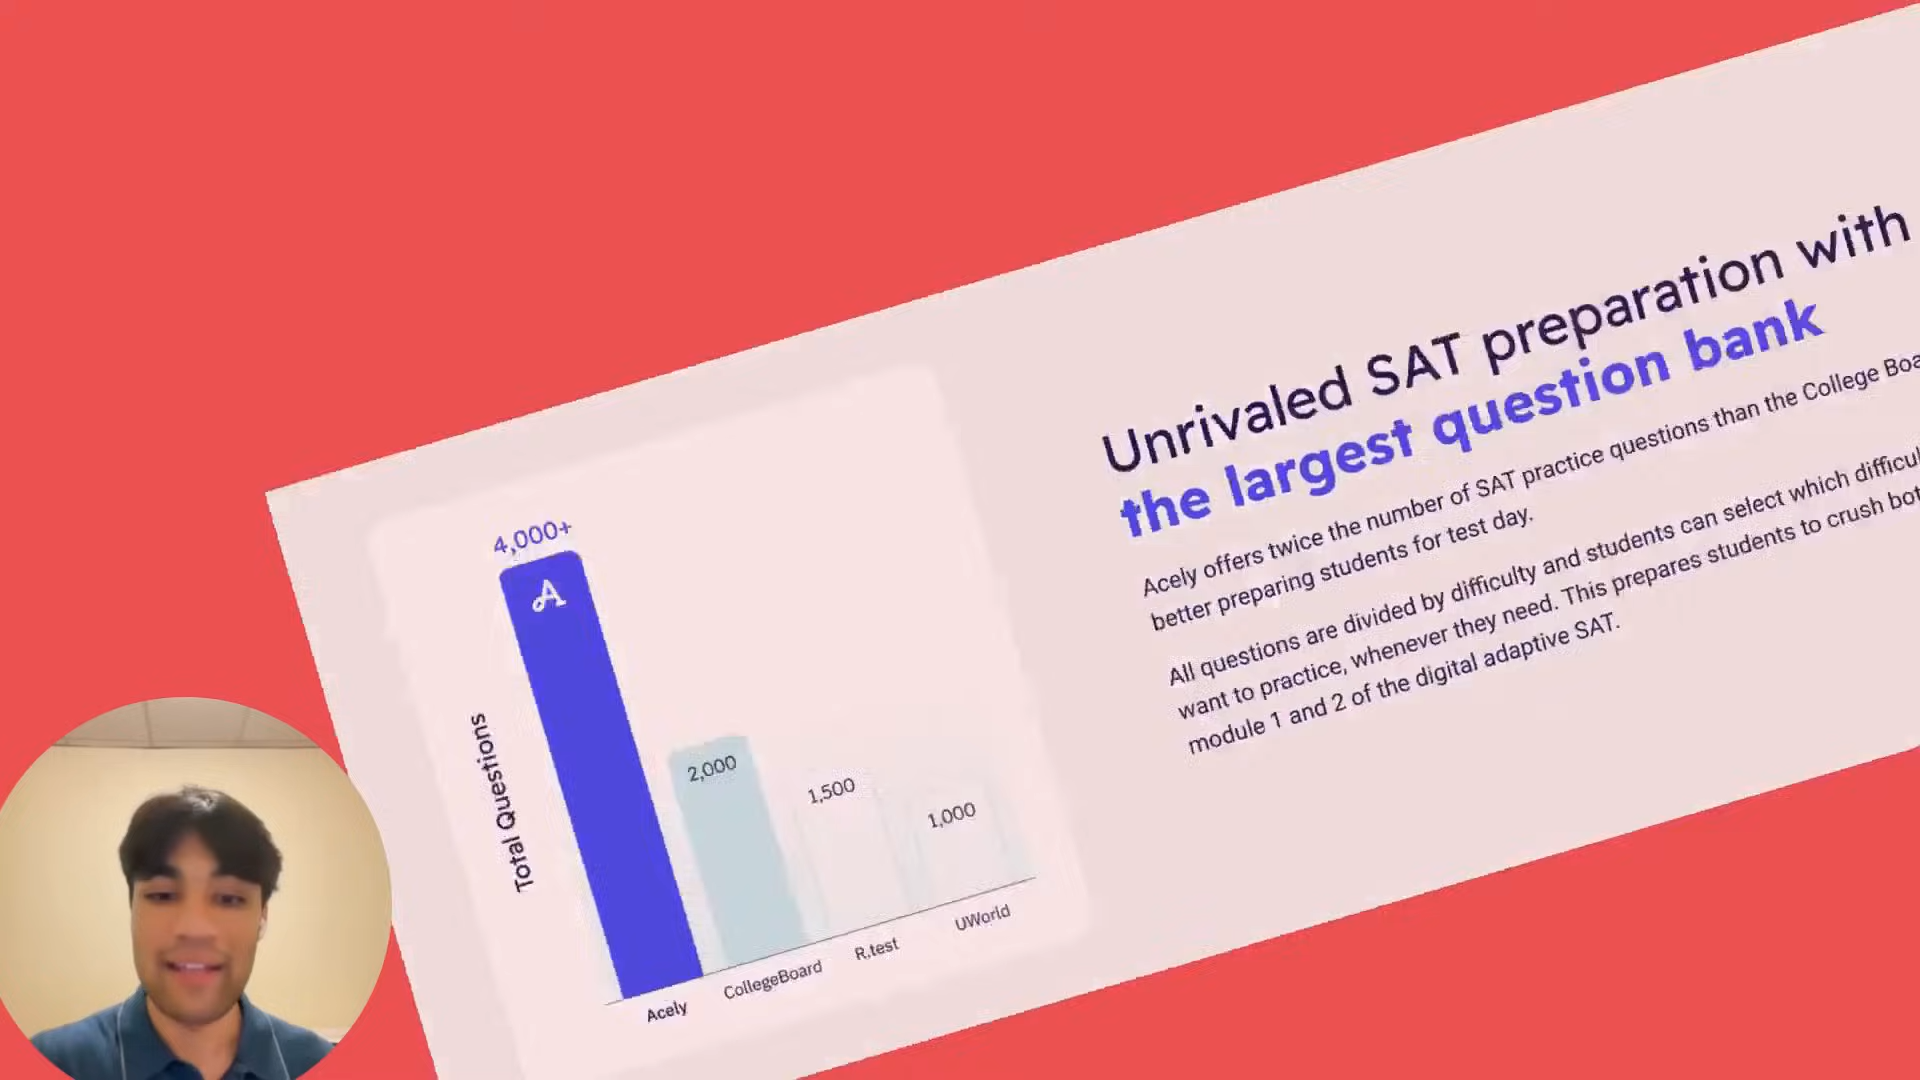 Unrivaled SAT preparation with
the largest question bank
Acely offers twice the number of SAT practice questions than the College
better preparing students for test day.
All questions are divided by difficulty and students can select which
want to practice, whenever they need. This prepares students to crush
module 1 and 2 of the digital adaptive SAT.
Total Questions
4,000+
A
2,000
1,500
1,000
Acely
CollegeBoard
R.test
UWorld